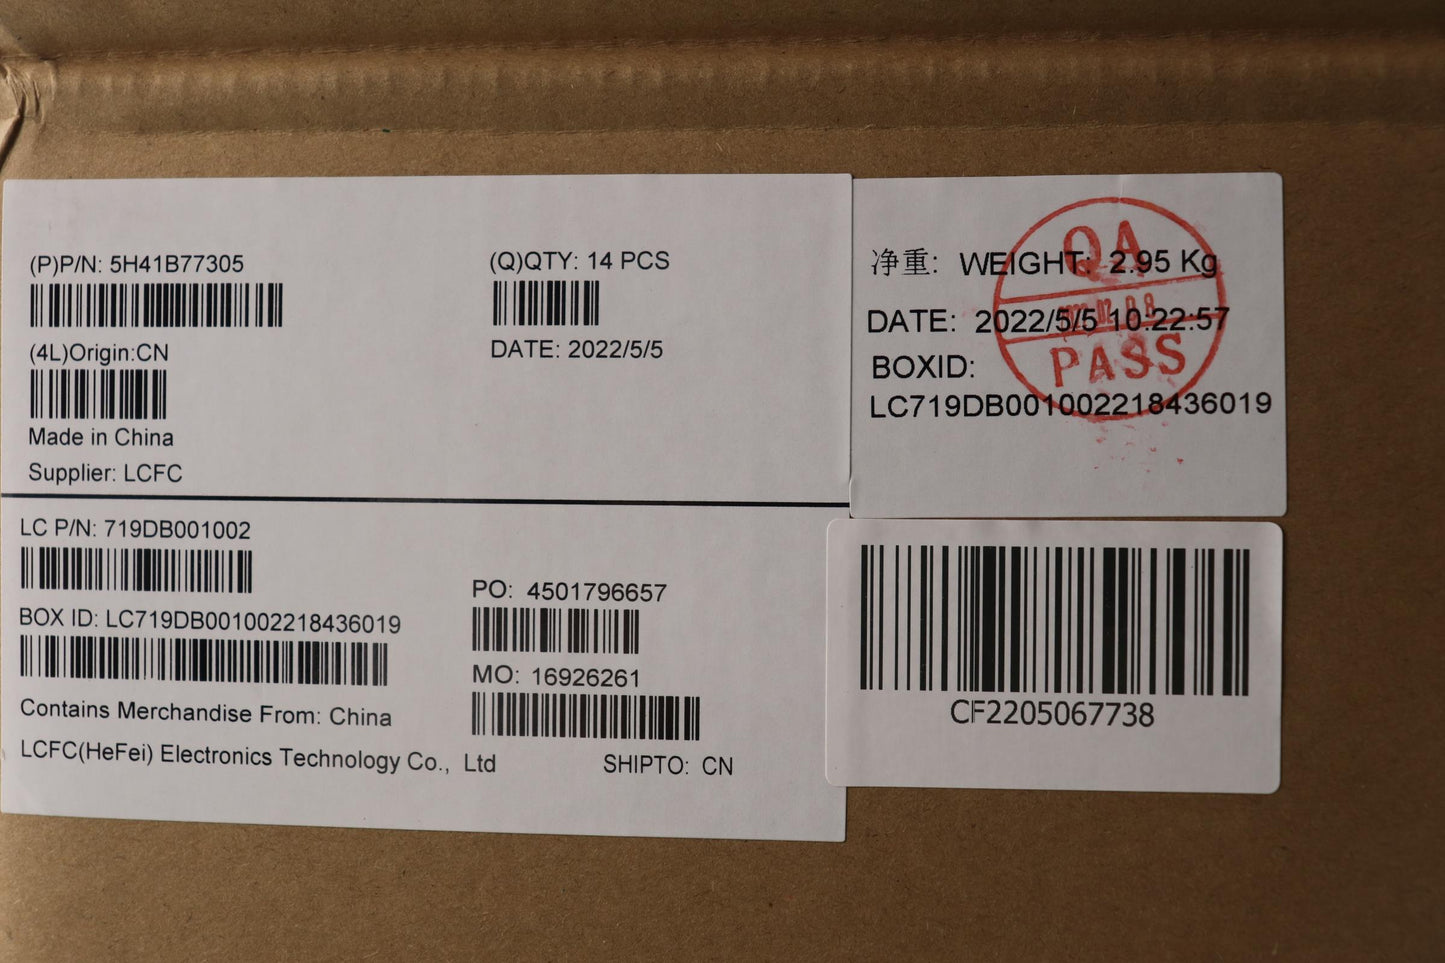 (P)P/N: 5H41B77305
(Q)QTY: 14 PCS
(4L)Origin:CN
DATE: 2022/5/5
Made in China
Supplier: LCFC
LC P/N: 719DB001002
BOX ID: LC719DB001002218436019
PO: 4501796657
MO: 16926261
Contains Merchandise From: China
LCFC(HeFei) Electronics Technology Co., Ltd
SHIPTO: CN
净重: WEIGHT: 2.95 Kg
DATE: 2022/5/5 10:22:57
BOXID:
LC719DB001002218436019
QA
PASS
CF2205067738